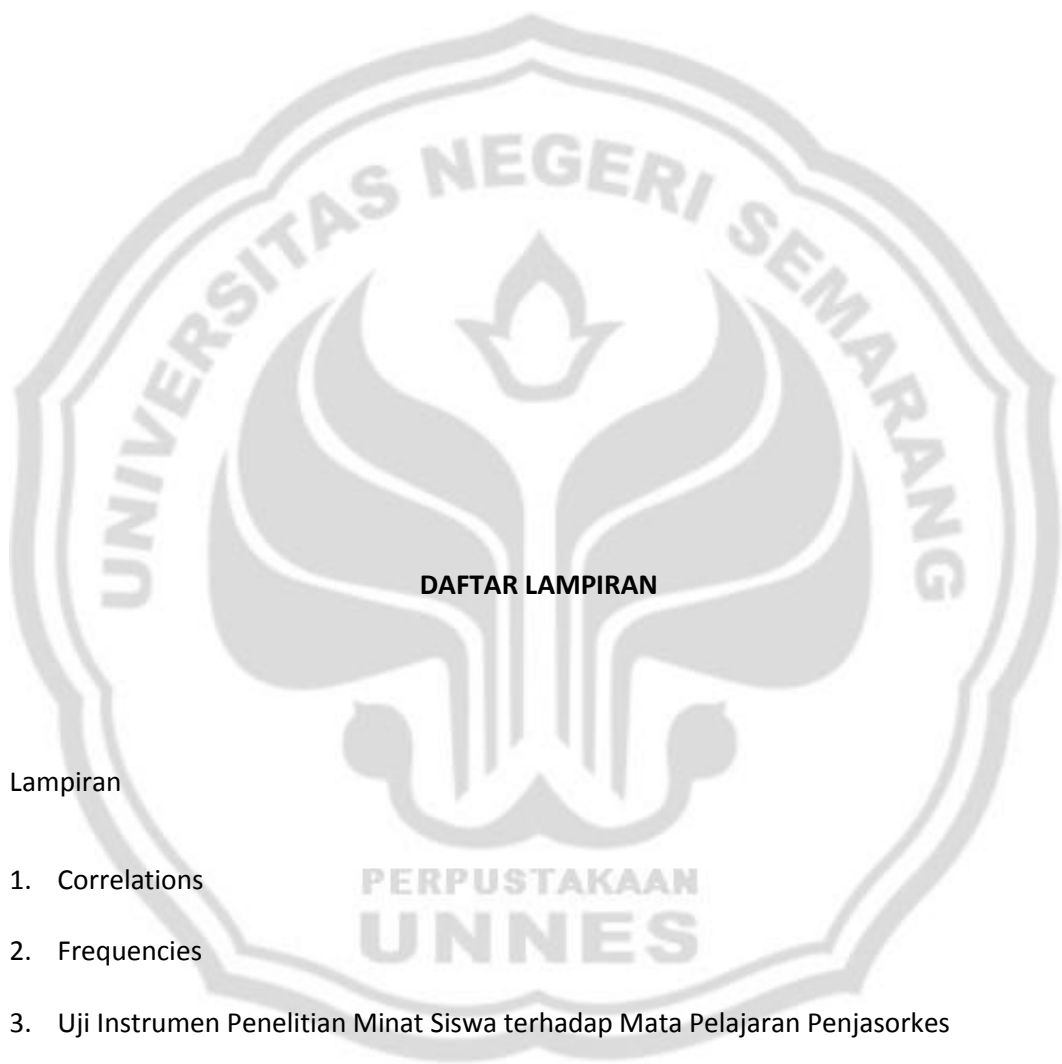 UNIVERSITAS NEGERI SEMARANG
DAFTAR LAMPIRAN
Lampiran
1. Correlations
PERPUSTAKAAN
2. Frequencies
UNNES
3. Uji Instrumen Penelitian Minat Siswa terhadap Mata Pelajaran Penjasorkes